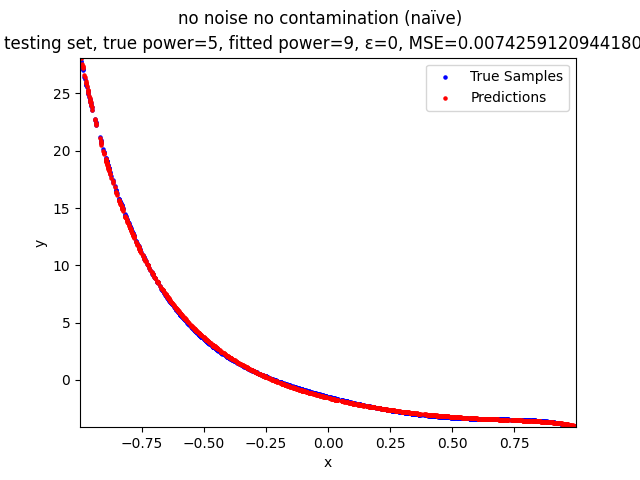 no noise no contamination (naïve)
testing set, true power=5, fitted power=9, ε=0, MSE=0.0074259120944180
True Samples
Predictions
25
20
15
10
5
0
y
−0.75 −0.50 −0.25 0.00 0.25 0.50 0.75
x